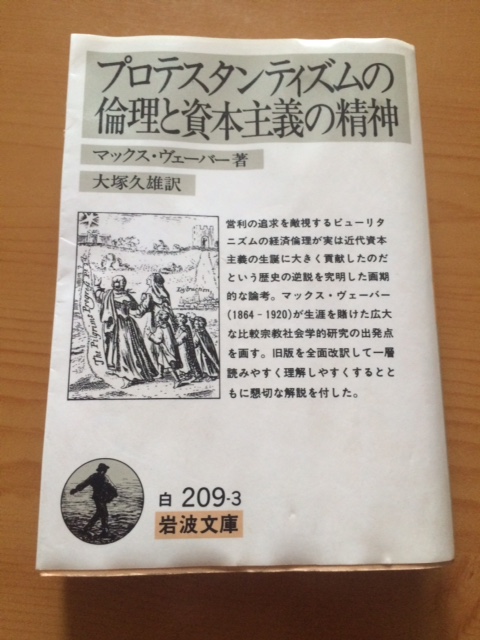 プロテスタンティズムの
倫理と資本主義の精神
マックス・ヴェーバー著
大塚久雄訳
営利の追求を敵視するピューリタ
ニズムの経済倫理が実は近代資本
主義の生誕に大きく貢献したのだ
という歴史の逆説を究明した画期
的な論考。マックス・ヴェーバー
(1864‐1920)が生涯を賭けた広大
な比較宗教社会学的研究の出発点
を画す。旧版を全面改訳して一層
読みやすく理解しやすくするとと
もに懇切な解説を付した。
The Pilgrims Progres
白 209-3
岩波文庫